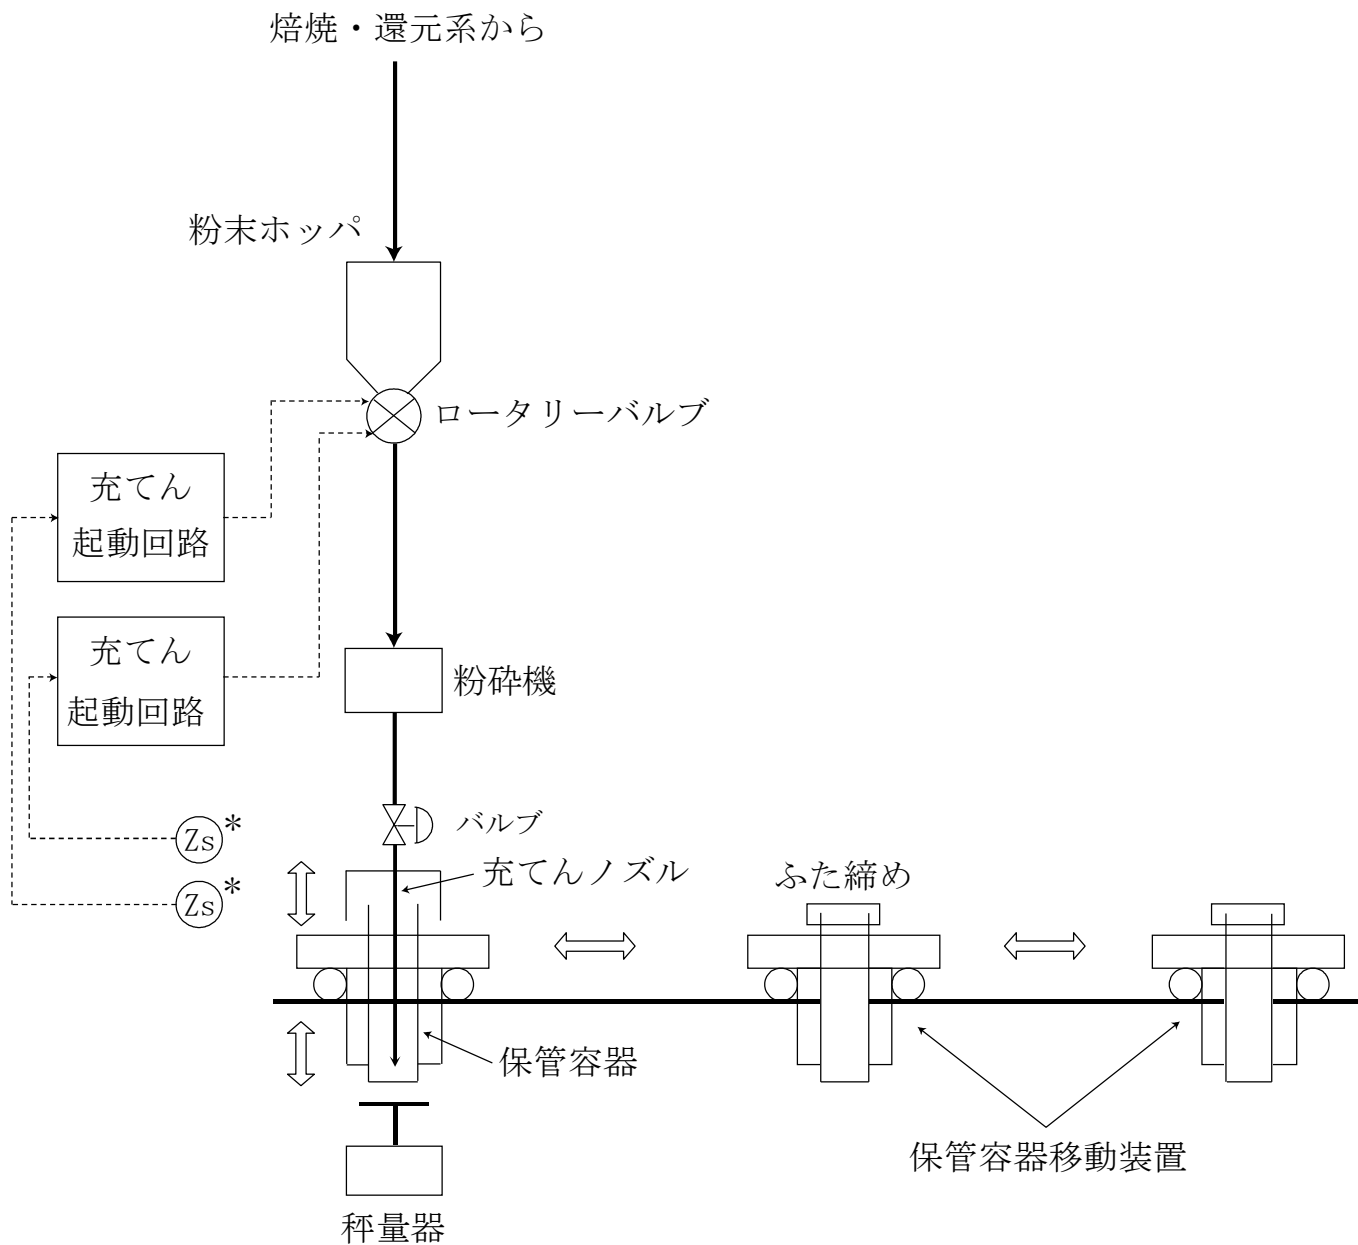 焙焼・還元系から
粉末ホッパ
ロータリーバルブ
充てん
起動回路
充てん
起動回路
粉砕機
バルブ
Zs*
充てんノズル
ふた締め
Zs*
保管容器
保管容器移動装置
秤量器